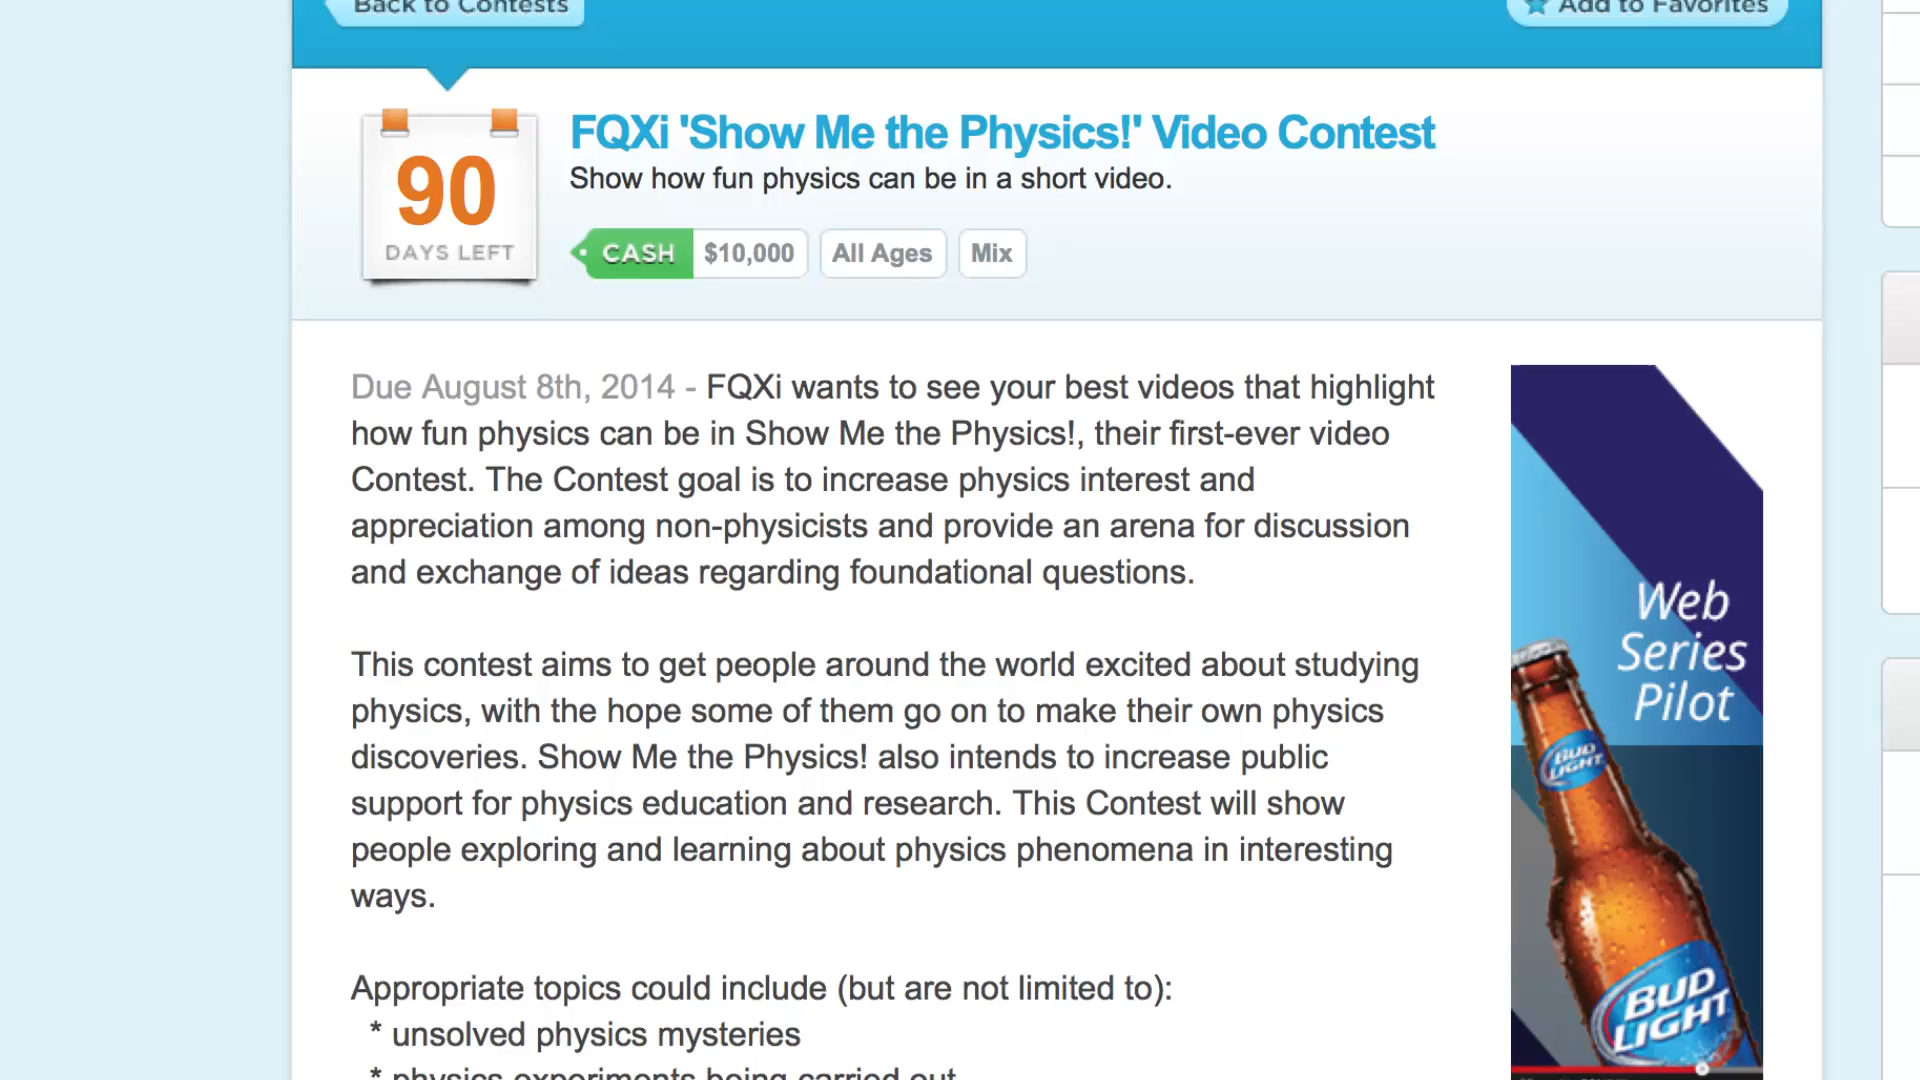 Back to Contests
Add to Favorites
90
DAYS LEFT
FQXi 'Show Me the Physics!' Video Contest
Show how fun physics can be in a short video.
CASH $10,000 All Ages Mix
Due August 8th, 2014 - FQXi wants to see your best videos that highlight
how fun physics can be in Show Me the Physics!, their first-ever video
Contest. The Contest goal is to increase physics interest and
appreciation among non-physicists and provide an arena for discussion
and exchange of ideas regarding foundational questions.
This contest aims to get people around the world excited about studying
physics, with the hope some of them go on to make their own physics
discoveries. Show Me the Physics! also intends to increase public
support for physics education and research. This Contest will show
people exploring and learning about physics phenomena in interesting
ways.
Appropriate topics could include (but are not limited to):
* unsolved physics mysteries
* physics experiments being carried out
Web
Series
Pilot
BUD
LIGHT
BUD
LIGHT